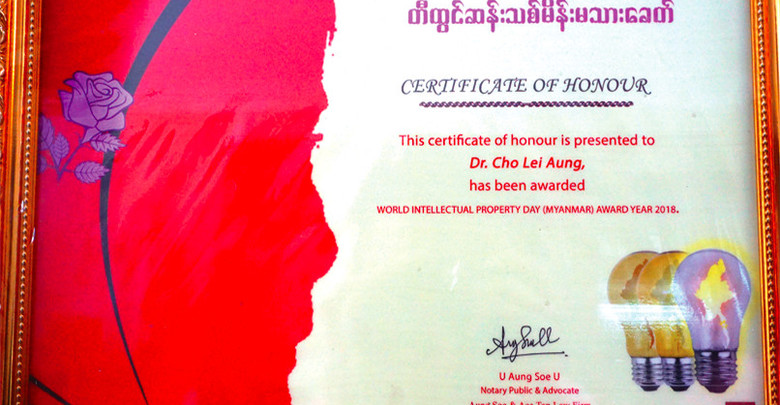 တီထွင်ဆန်းသစ်မိန်းမသားခေတ်
CERTIFICATE OF HONOUR
This certificate of honour is presented to
Dr. Cho Lei Aung,
has been awarded
WORLD INTELLECTUAL PROPERTY DAY (MYANMAR) AWARD YEAR 2018.
U Aung Soe U
Notary Public & Advocate